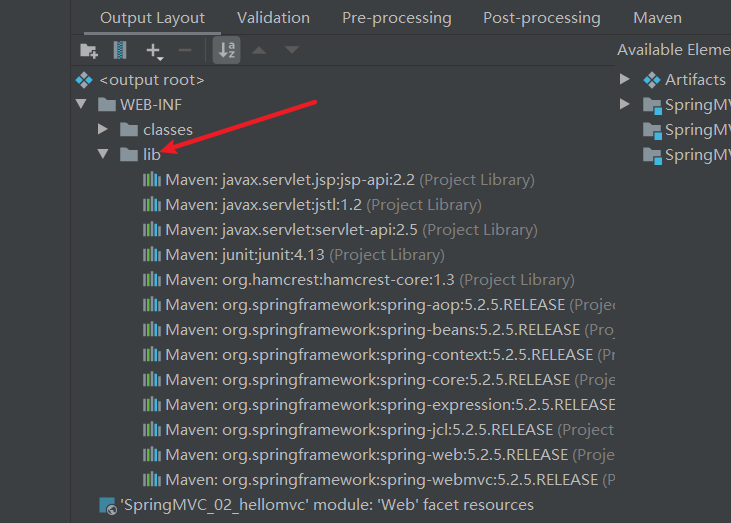 Output Layout Validation Pre-processing Post-processing Maven
Available Eleme
<output root>
Artifacts
WEB-INF
SpringMV
classes
SpringM
lib
SpringM
Maven: javax.servlet.jsp:jsp-api:2.2 (Project Library)
Maven: javax.servlet:jstl:1.2 (Project Library)
Maven: javax.servlet:servlet-api:2.5 (Project Library)
Maven: junit:junit:4.13 (Project Library)
Maven: org.hamcrest:hamcrest-core:1.3 (Project Library)
Maven: org.springframework:spring-aop:5.2.5.RELEASE (Projec
Maven: org.springframework:spring-beans:5.2.5.RELEASE (Proj
Maven: org.springframework:spring-context:5.2.5.RELEASE (Pr
Maven: org.springframework:spring-core:5.2.5.RELEASE (Proje
Maven: org.springframework:spring-expression:5.2.5.RELEASE
Maven: org.springframework:spring-jcl:5.2.5.RELEASE (Project
Maven: org.springframework:spring-web:5.2.5.RELEASE (Projec
Maven: org.springframework:spring-webmvc:5.2.5.RELEASE (P
'SpringMVC_02_hellomvc' module: 'Web' facet resources